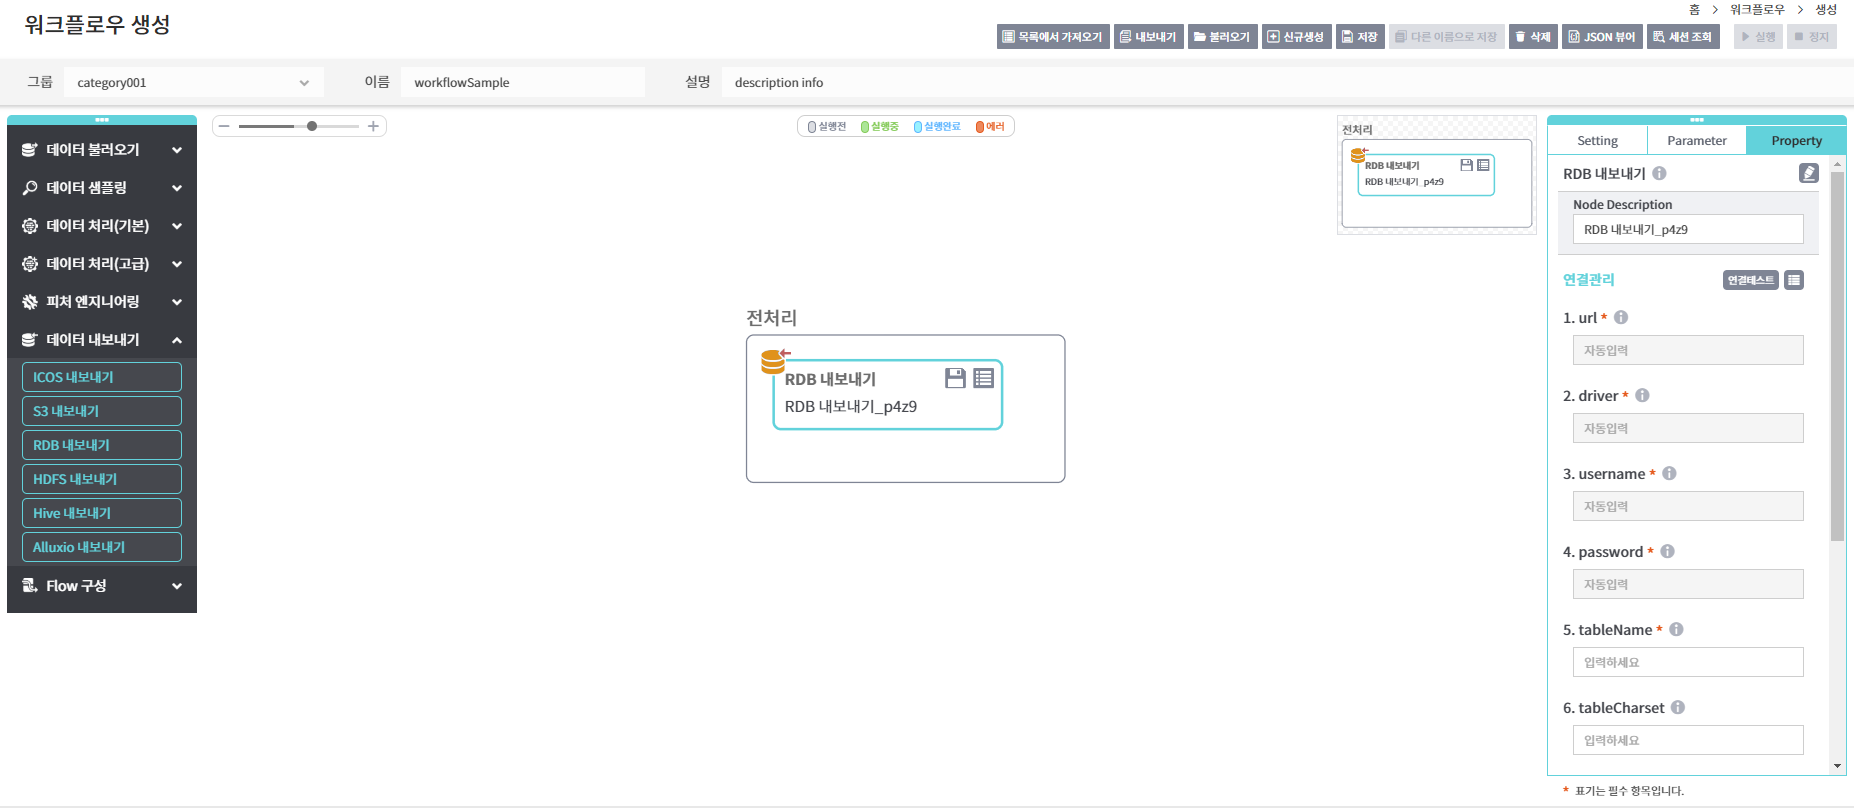 워크플로우 생성
홈 > 워크플로우 > 생성
목록에서 가져오기 내보내기 불러오기 신규생성 저장 다른 이름으로 저장 삭제 JSON 뷰어 세션 조회 실행 정지
그룹 category001 이름 workflowSample 설명 description info
데이터 불러오기
데이터 샘플링
데이터 처리(기본)
데이터 처리(고급)
피처 엔지니어링
데이터 내보내기
ICOS 내보내기
S3 내보내기
RDB 내보내기
HDFS 내보내기
Hive 내보내기
Alluxio 내보내기
Flow 구성
실행전 실행중 실행완료 에러
전처리
RDB 내보내기
RDB 내보내기_p4z9
전처리
RDB 내보내기
RDB 내보내기_p4z9
Setting Parameter Property
RDB 내보내기
Node Description
RDB 내보내기_p4z9
연결관리 연결테스트
1. url *
자동입력
2. driver *
자동입력
3. username *
자동입력
4. password *
자동입력
5. tableName *
입력하세요
6. tableCharset
입력하세요
* 표기는 필수 항목입니다.